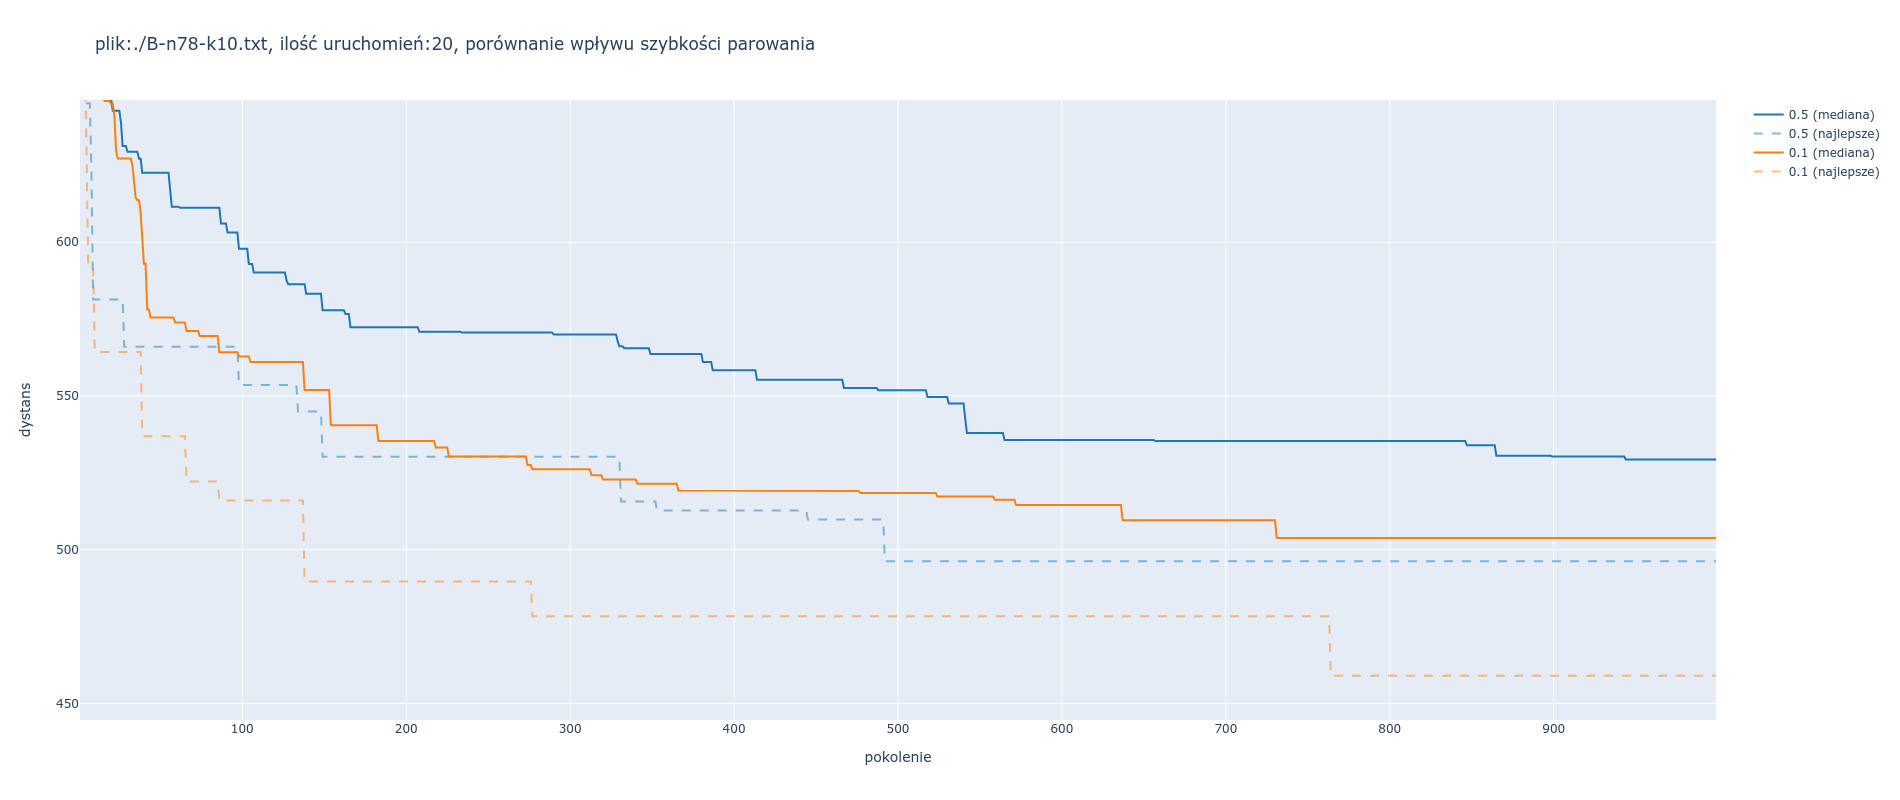 plik:./B-n78-k10.txt, ilość uruchomień:20, porównanie wpływu szybkości parowania
0.5 (mediana)
0.5 (najlepsze)
0.1 (mediana)
0.1 (najlepsze)
dystans
600
550
500
450
100 200 300 400 500 600 700 800 900
pokolenie